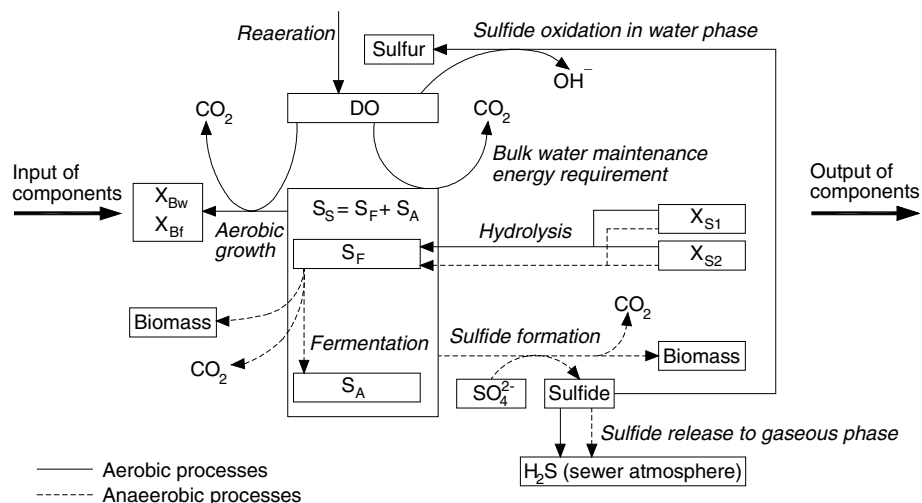 Reaeration
Sulfide oxidation in water phase
Sulfur
OH⁻
DO
CO₂
CO₂
Bulk water maintenance
energy requirement
Input of
components
Output of
components
X_Bw
X_Bf
Aerobic
growth
S_S = S_F + S_A
Hydrolysis
X_S1
S_F
X_S2
Biomass
CO₂
Fermentation
Sulfide formation
CO₂
Biomass
S_A
SO₄²⁻
Sulfide
Sulfide release to gaseous phase
H₂S (sewer atmosphere)
Aerobic processes
Anaerobic processes